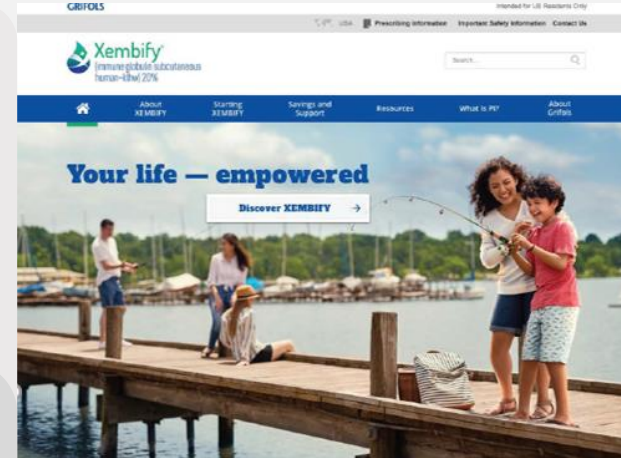 GRIFOLS
Intended for US Residents Only
USA Prescribing Information Important Safety Information Contact Us
Xembify®
(immune globulin subcutaneous
human–klhw) 20%
Search...
About XEMBIFY
Starting XEMBIFY
Savings and Support
Resources
What is PI?
About Grifols
Your life — empowered
Discover XEMBIFY →